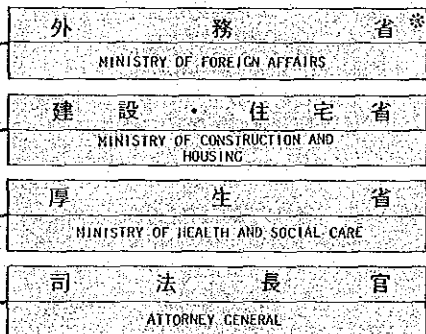 外務省※
MINISTRY OF FOREIGN AFFAIRS
建設・住宅省
MINISTRY OF CONSTRUCTION AND
HOUSING
厚生省
MINISTRY OF HEALTH AND SOCIAL CARE
司法長官
ATTORNEY GENERAL